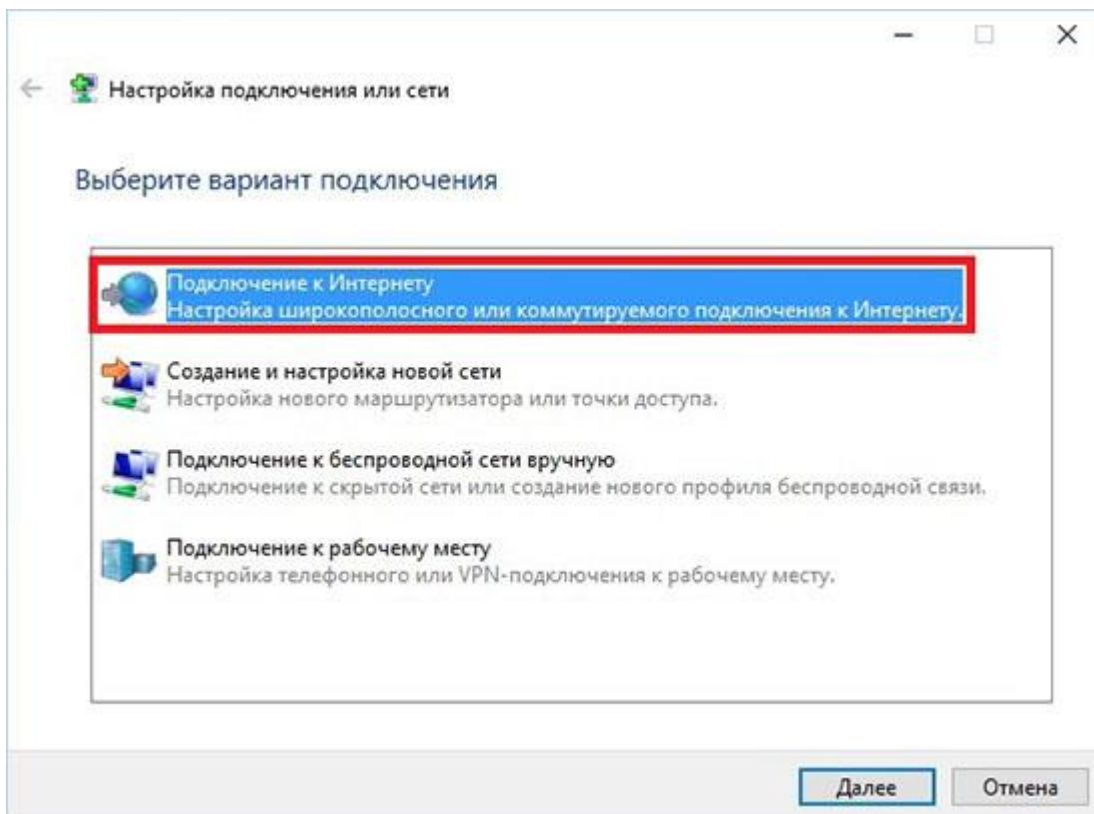 Настройка подключения или сети
Выберите вариант подключения
Подключение к Интернету
Настройка широкополосного или коммутируемого подключения к Интернету.
Создание и настройка новой сети
Настройка нового маршрутизатора или точки доступа.
Подключение к беспроводной сети вручную
Подключение к скрытой сети или создание нового профиля беспроводной связи.
Подключение к рабочему месту
Настройка телефонного или VPN-подключения к рабочему месту.
Далее
Отмена